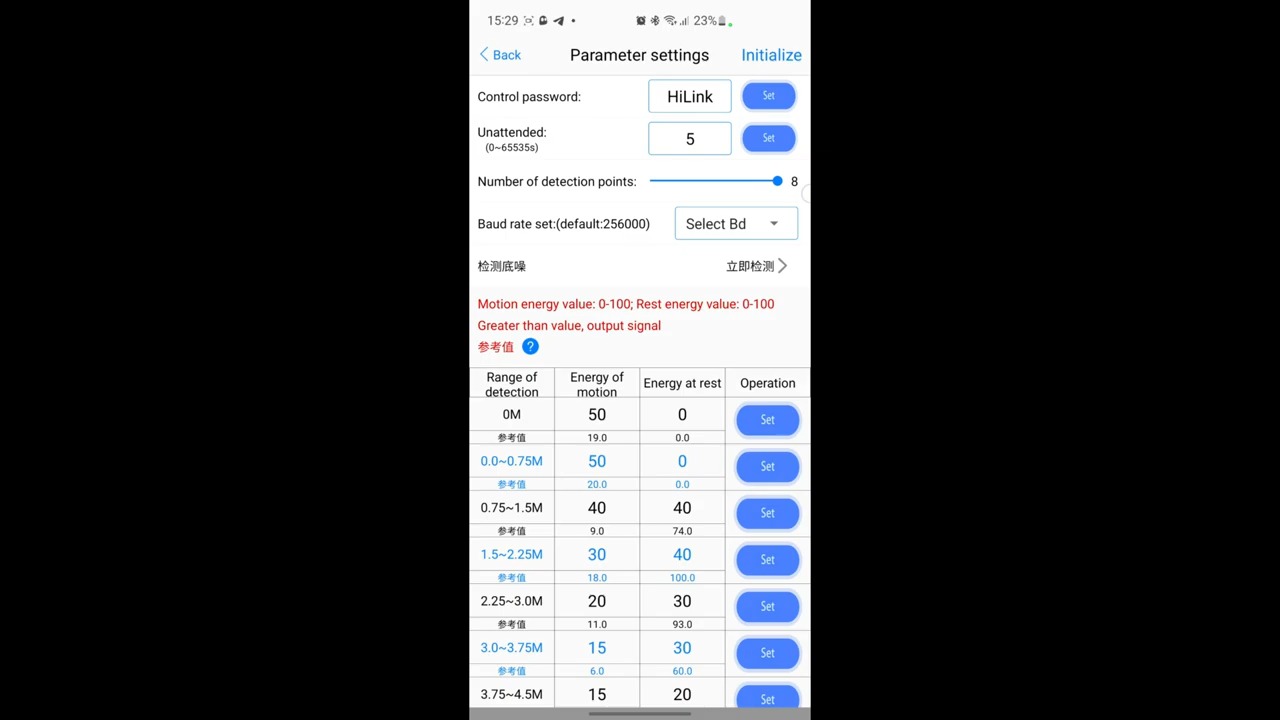 15:29 23%
Back Parameter settings Initialize
Control password: HiLink Set
Unattended: 5 Set
(0~65535s)
Number of detection points: 8
Baud rate set:(default:256000) Select Bd
检测底噪 立即检测
Motion energy value: 0-100; Rest energy value: 0-100
Greater than value, output signal
参考值 ?
Range of detection Energy of motion Energy at rest Operation
0M 50 0 Set
参考值 19.0 0.0
0.0~0.75M 50 0 Set
参考值 20.0 0.0
0.75~1.5M 40 40 Set
参考值 9.0 74.0
1.5~2.25M 30 40 Set
参考值 18.0 100.0
2.25~3.0M 20 30 Set
参考值 11.0 93.0
3.0~3.75M 15 30 Set
参考值 6.0 60.0
3.75~4.5M 15 20 Set